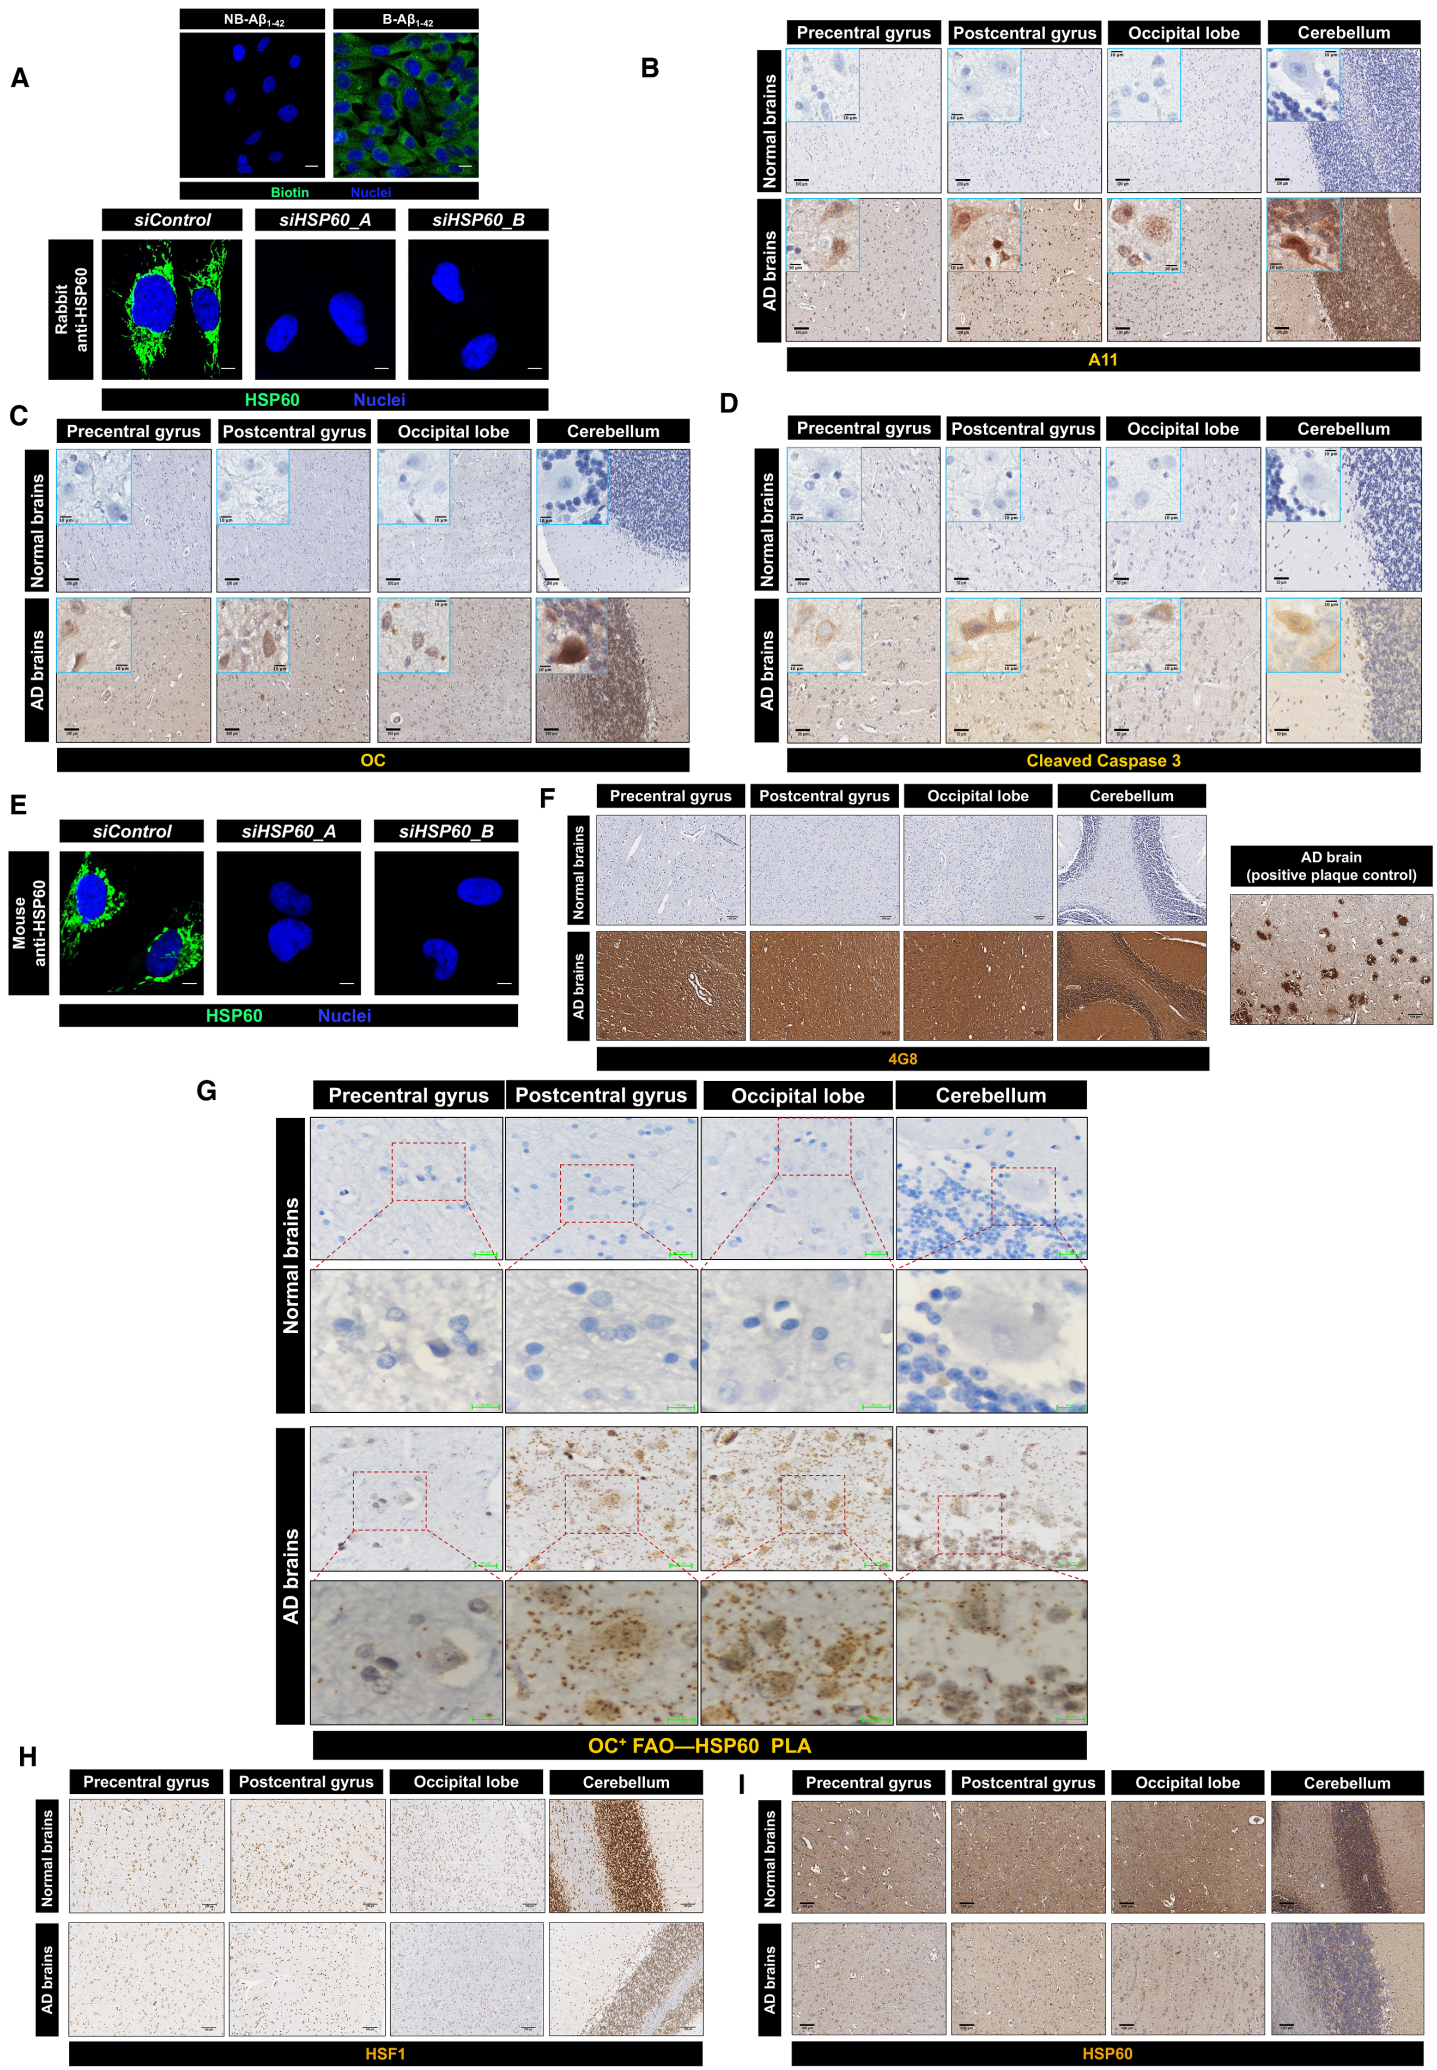 A
NB-Aβ1-42
B-Aβ1-42
Biotin
Nuclei
siControl
siHSP60_A
siHSP60_B
Rabbit
anti-HSP60
HSP60
Nuclei
B
Precentral gyrus
Postcentral gyrus
Occipital lobe
Cerebellum
Normal brains
AD brains
A11
C
Precentral gyrus
Postcentral gyrus
Occipital lobe
Cerebellum
Normal brains
AD brains
OC
D
Precentral gyrus
Postcentral gyrus
Occipital lobe
Cerebellum
Normal brains
AD brains
Cleaved Caspase 3
E
siControl
siHSP60_A
siHSP60_B
Mouse
anti-HSP60
HSP60
Nuclei
F
Precentral gyrus
Postcentral gyrus
Occipital lobe
Cerebellum
Normal brains
AD brains
4G8
AD brain
(positive plaque control)
G
Precentral gyrus
Postcentral gyrus
Occipital lobe
Cerebellum
Normal brains
AD brains
OC+ FAO—HSP60 PLA
H
Precentral gyrus
Postcentral gyrus
Occipital lobe
Cerebellum
Normal brains
AD brains
HSF1
I
Precentral gyrus
Postcentral gyrus
Occipital lobe
Cerebellum
Normal brains
AD brains
HSP60